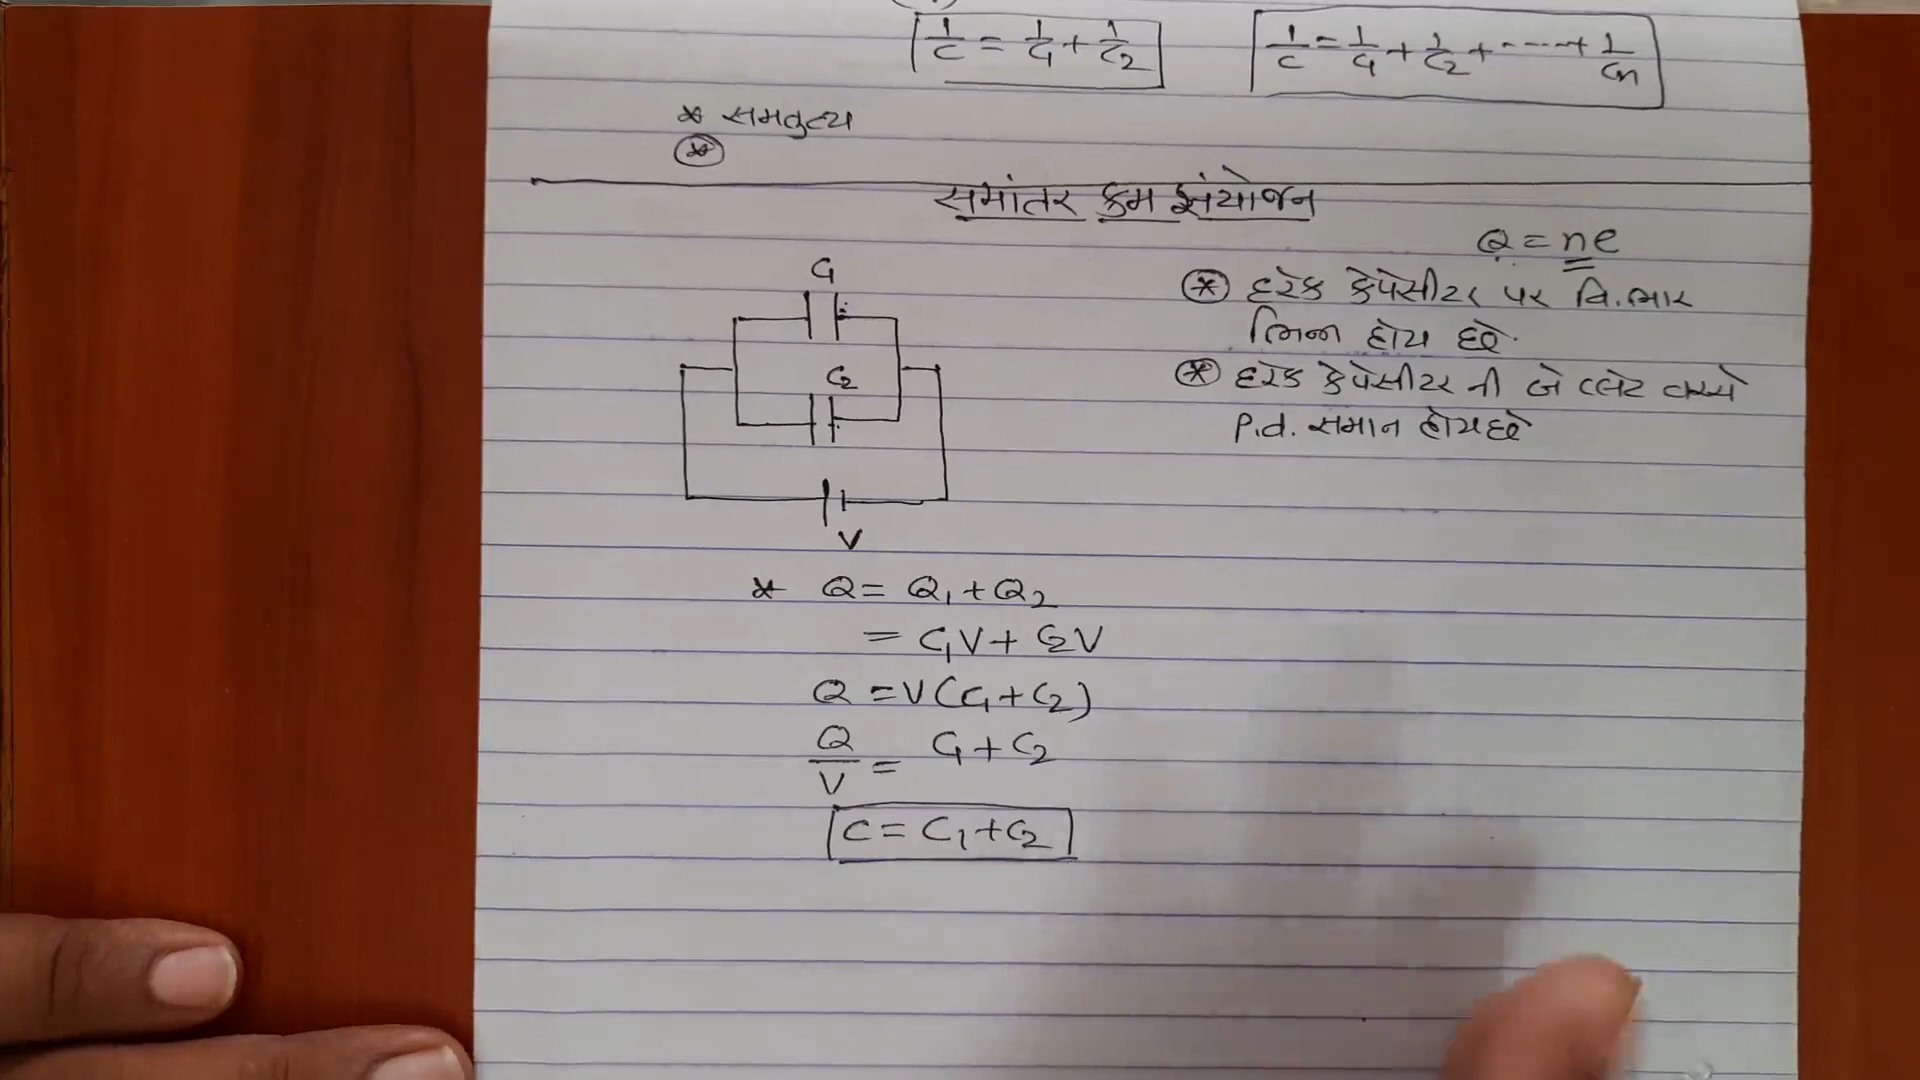 1/C = 1/C1 + 1/C2 1/C = 1/C1 + 1/C2 + ----+ 1/Cn
* સમતુલ્ય
*
સમાંતર ક્રમ સંયોજન
Q = ne
* દરેક કેપેસીટર પર વિ.ભાર
ભિન્ન હોય છે.
* દરેક કેપેસીટર ની બે પ્લેટ વચ્ચે
P.d. સમાન હોય છે
C1
C2
V
* Q = Q1 + Q2
= C1V + C2V
Q = V(C1 + C2)
Q/V = C1 + C2
C = C1 + C2